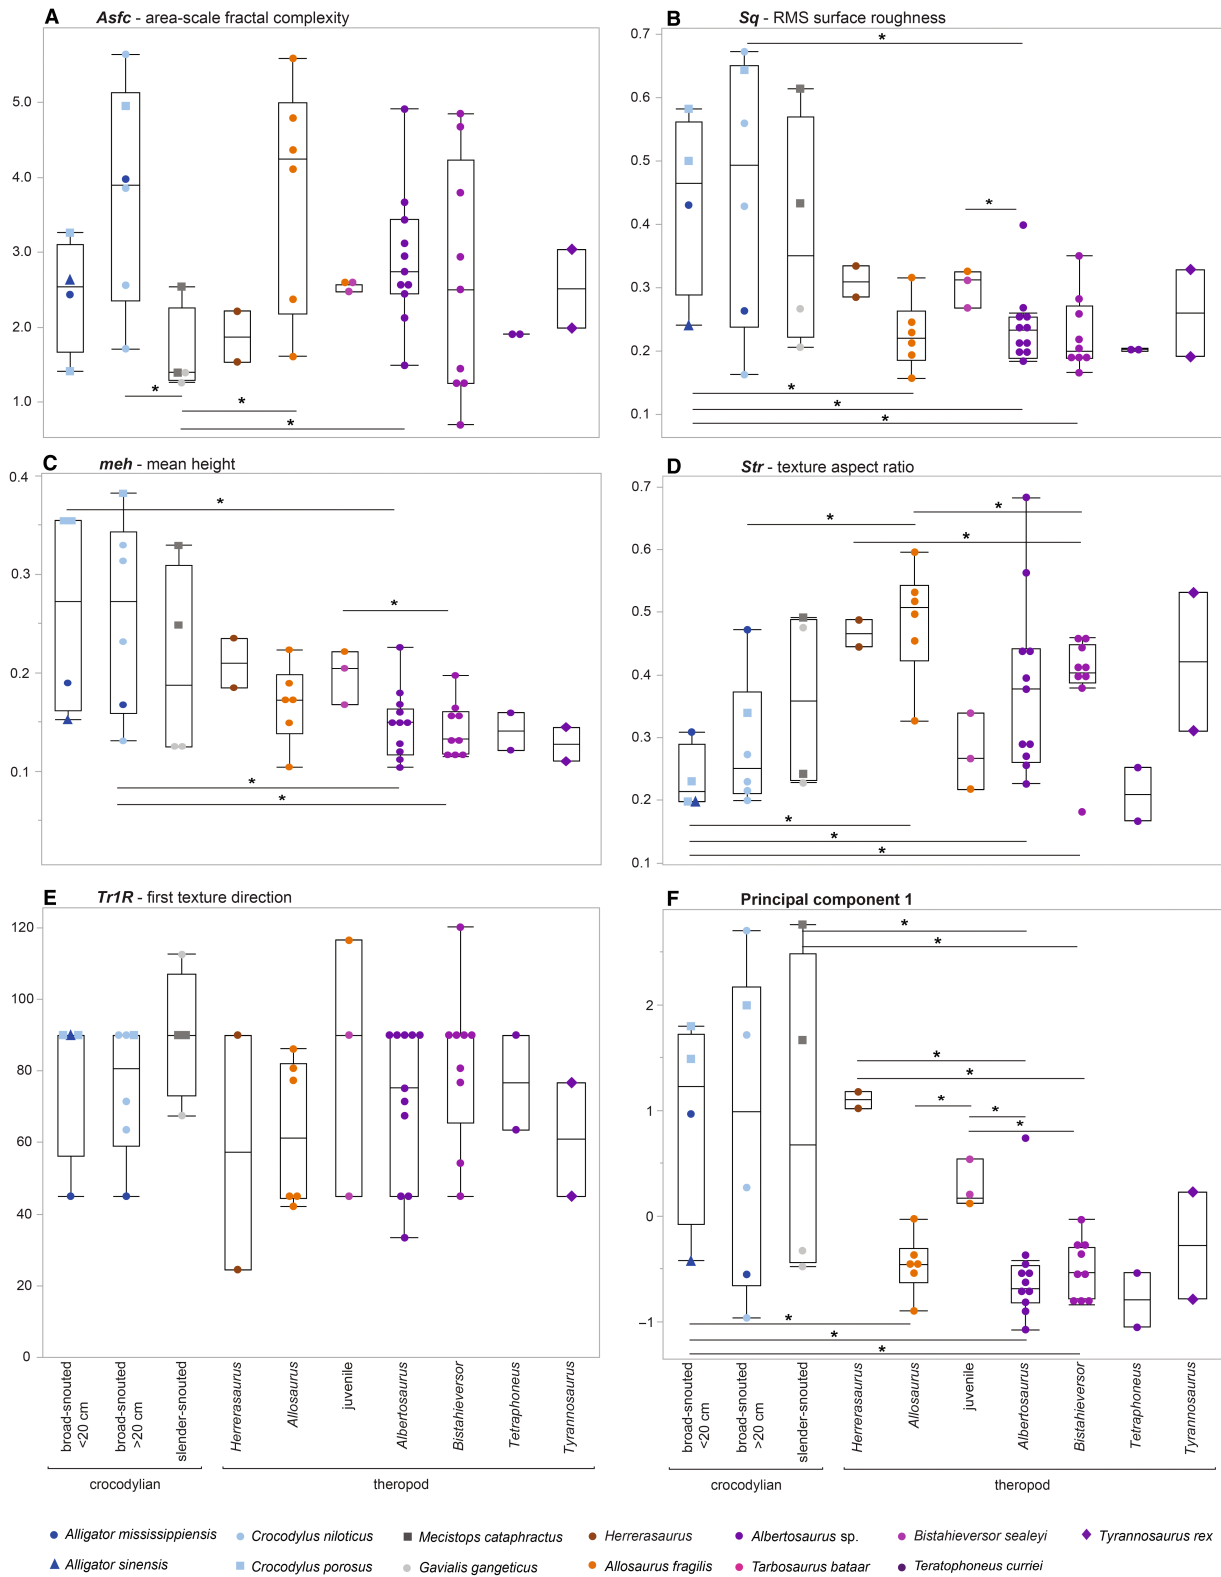 A Asfc - area-scale fractal complexity
5.0
4.0
3.0
2.0
1.0
*
*
*
B Sq - RMS surface roughness
0.7
0.6
0.5
0.4
0.3
0.2
0.1
*
*
*
*
*
C meh - mean height
0.4
0.3
0.2
0.1
*
*
*
*
D Str - texture aspect ratio
0.7
0.6
0.5
0.4
0.3
0.2
0.1
*
*
*
*
*
*
E Tr1R - first texture direction
120
100
80
60
40
20
0
broad-snouted
<20 cm
broad-snouted
>20 cm
slender-snouted
Herrerasaurus
Allosaurus
juvenile
Albertosaurus
Bistahieversor
Tetraphoneus
Tyrannosaurus
crocodylian
theropod
F Principal component 1
2
1
0
–1
*
*
*
*
*
*
*
*
*
*
broad-snouted
<20 cm
broad-snouted
>20 cm
slender-snouted
Herrerasaurus
Allosaurus
juvenile
Albertosaurus
Bistahieversor
Tetraphoneus
Tyrannosaurus
crocodylian
theropod
Alligator mississippiensis
Crocodylus niloticus
Mecistops cataphractus
Herrerasaurus
Albertosaurus sp.
Bistahieversor sealeyi
Tyrannosaurus rex
Alligator sinensis
Crocodylus porosus
Gavialis gangeticus
Allosaurus fragilis
Tarbosaurus bataar
Teratophoneus curriei